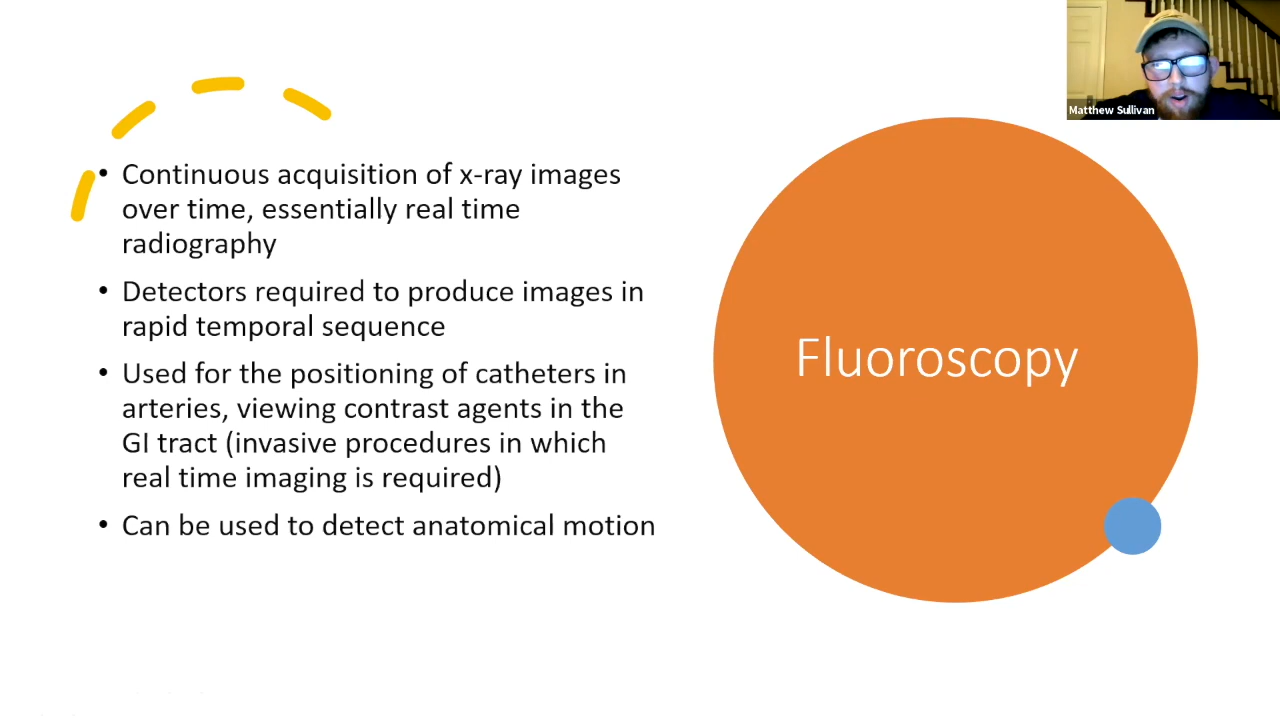 Matthew Sullivan
• Continuous acquisition of x-ray images
over time, essentially real time
radiography
• Detectors required to produce images in
rapid temporal sequence
• Used for the positioning of catheters in
arteries, viewing contrast agents in the
GI tract (invasive procedures in which
real time imaging is required)
• Can be used to detect anatomical motion
Fluoroscopy